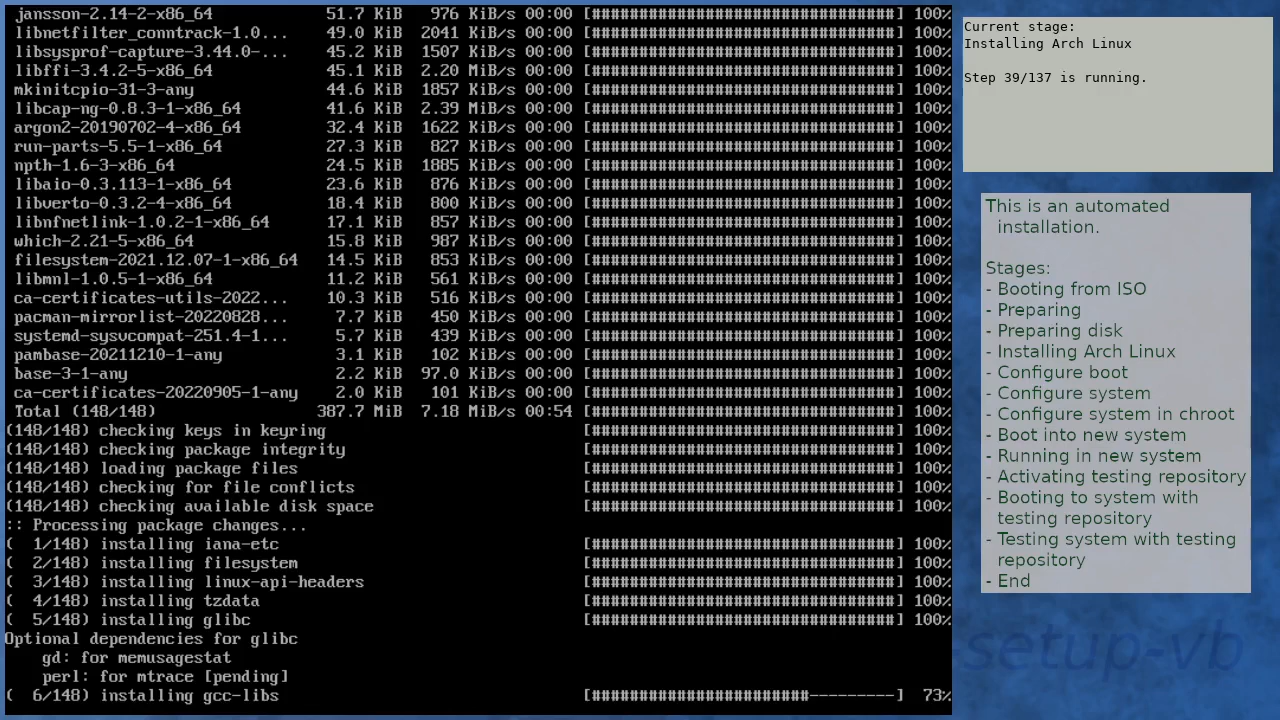 jansson-2.14-2-x86_64 51.7 KiB 976 KiB/s 00:00 [################################] 100%
libnetfilter_conntrack-1.0... 49.0 KiB 2041 KiB/s 00:00 [################################] 100%
libsysprof-capture-3.44.0-... 45.2 KiB 1507 KiB/s 00:00 [################################] 100%
libffi-3.4.2-5-x86_64 45.1 KiB 2.20 MiB/s 00:00 [################################] 100%
mkinitcpio-31-3-any 44.6 KiB 1857 KiB/s 00:00 [################################] 100%
libcap-ng-0.8.3-1-x86_64 41.6 KiB 2.39 MiB/s 00:00 [################################] 100%
argon2-20190702-4-x86_64 32.4 KiB 1622 KiB/s 00:00 [################################] 100%
run-parts-5.5-1-x86_64 27.3 KiB 827 KiB/s 00:00 [################################] 100%
npth-1.6-3-x86_64 24.5 KiB 1885 KiB/s 00:00 [################################] 100%
libaio-0.3.113-1-x86_64 23.6 KiB 876 KiB/s 00:00 [################################] 100%
libverto-0.3.2-4-x86_64 18.4 KiB 800 KiB/s 00:00 [################################] 100%
libnfnetlink-1.0.2-1-x86_64 17.1 KiB 857 KiB/s 00:00 [################################] 100%
which-2.21-5-x86_64 15.8 KiB 987 KiB/s 00:00 [################################] 100%
filesystem-2021.12.07-1-x86_64 14.5 KiB 853 KiB/s 00:00 [################################] 100%
libmnl-1.0.5-1-x86_64 11.2 KiB 561 KiB/s 00:00 [################################] 100%
ca-certificates-utils-2022... 10.3 KiB 516 KiB/s 00:00 [################################] 100%
pacman-mirrorlist-20220828... 7.7 KiB 450 KiB/s 00:00 [################################] 100%
systemd-sysvcompat-251.4-1... 5.7 KiB 439 KiB/s 00:00 [################################] 100%
pambase-20211210-1-any 3.1 KiB 102 KiB/s 00:00 [################################] 100%
base-3-1-any 2.2 KiB 97.0 KiB/s 00:00 [################################] 100%
ca-certificates-20220905-1-any 2.0 KiB 101 KiB/s 00:00 [################################] 100%
Total (148/148) 387.7 MiB 7.18 MiB/s 00:54 [################################] 100%
(148/148) checking keys in keyring [################################] 100%
(148/148) checking package integrity [################################] 100%
(148/148) loading package files [################################] 100%
(148/148) checking for file conflicts [################################] 100%
(148/148) checking available disk space [################################] 100%
:: Processing package changes...
( 1/148) installing iana-etc [################################] 100%
( 2/148) installing filesystem [################################] 100%
( 3/148) installing linux-api-headers [################################] 100%
( 4/148) installing tzdata [################################] 100%
( 5/148) installing glibc [################################] 100%
Optional dependencies for glibc
gd: for memusagestat
perl: for mtrace [pending]
( 6/148) installing gcc-libs [#######################---------] 73%
Current stage:
Installing Arch Linux
Step 39/137 is running.
This is an automated
installation.
Stages:
- Booting from ISO
- Preparing
- Preparing disk
- Installing Arch Linux
- Configure boot
- Configure system
- Configure system in chroot
- Boot into new system
- Running in new system
- Activating testing repository
- Booting to system with
testing repository
- Testing system with testing
repository
- End
-setup-vb